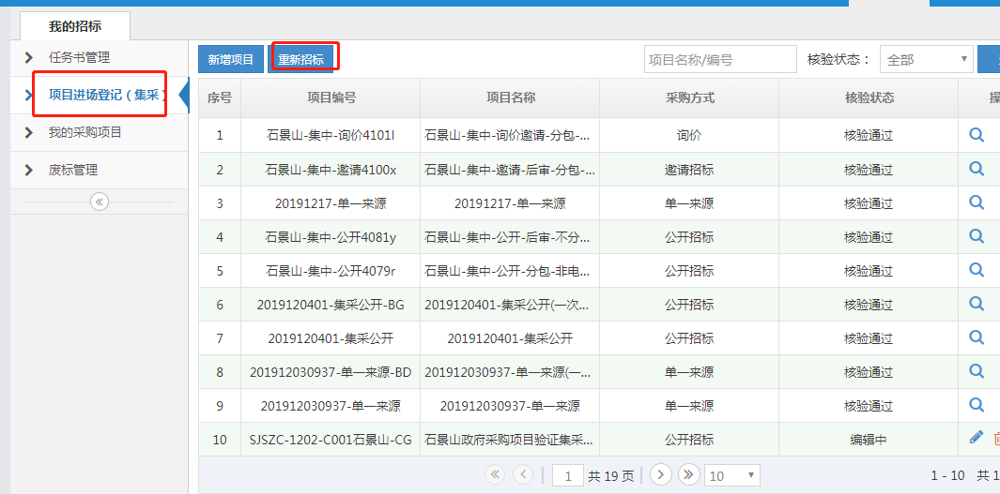 我的招标
任务书管理
项目进场登记（集采）
我的采购项目
废标管理
新增项目 重新招标 项目名称/编号 核验状态： 全部
序号 项目编号 项目名称 采购方式 核验状态
1 石景山-集中-询价4101l 石景山-集中-询价邀请-分包-... 询价 核验通过
2 石景山-集中-邀请4100x 石景山-集中-邀请-后审-分包-... 邀请招标 核验通过
3 20191217-单一来源 20191217-单一来源 单一来源 核验通过
4 石景山-集中-公开4081y 石景山-集中-公开-后审-不分... 公开招标 核验通过
5 石景山-集中-公开4079r 石景山-集中-公开-分包-非电... 公开招标 核验通过
6 2019120401-集采公开-BG 2019120401-集采公开(一次... 公开招标 核验通过
7 2019120401-集采公开 2019120401-集采公开 公开招标 核验通过
8 201912030937-单一来源-BD 201912030937-单一来源(一... 单一来源 核验通过
9 201912030937-单一来源 201912030937-单一来源 单一来源 核验通过
10 SJSZC-1202-C001石景山-CG 石景山政府采购项目验证集采... 公开招标 编辑中
1 共 19 页 10 1 - 10 共 1